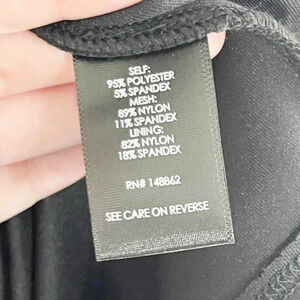 SELF:
95% POLYESTER
5% SPANDEX
MESH:
89% NYLON
11% SPANDEX
LINING:
82% NYLON
18% SPANDEX
RN# 148862
SEE CARE ON REVERSE